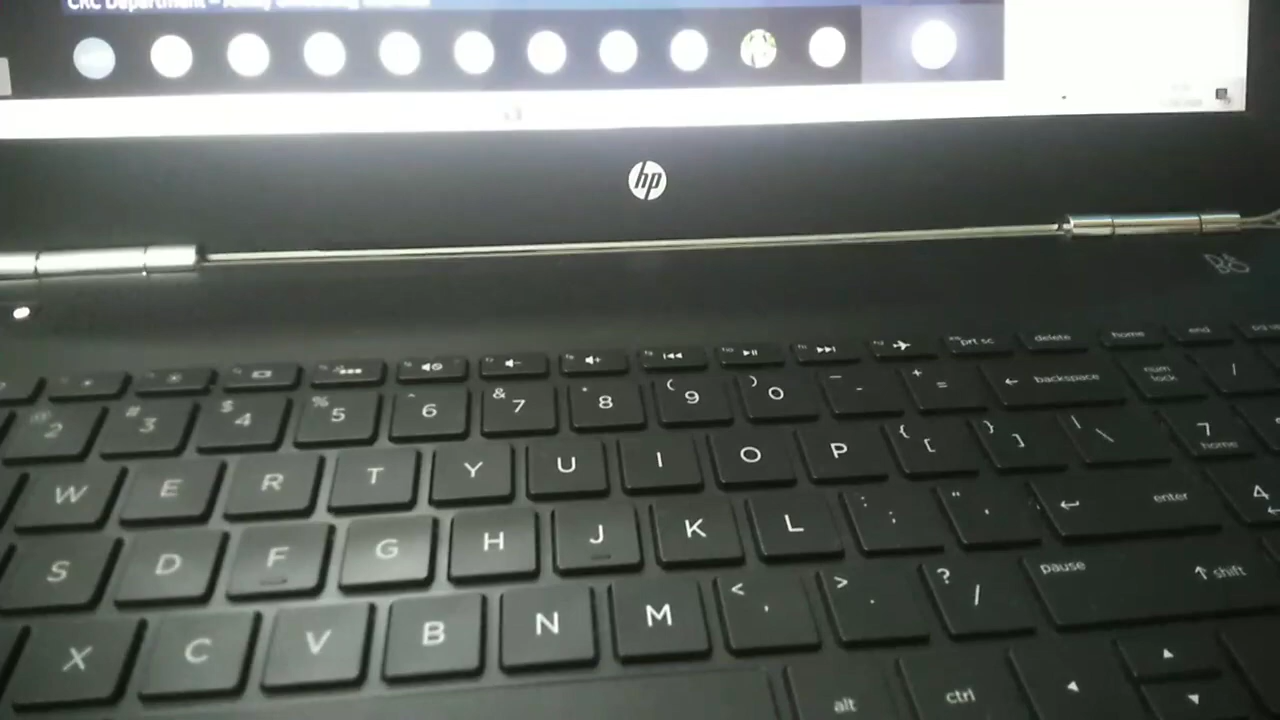 CRC Department
hp
B&O
prt sc delete home end
@ 2 # 3 $ 4 % 5 ^ 6 & 7 * 8 ( 9 ) 0 _ - + = ← backspace num lock /
W E R T Y U I O P { [ } ] | \ 7 home
S D F G H J K L : ; " ' ← enter 4 ←
X C V B N M < , > . ? / pause ↑ shift
alt ctrl ◄ ▲ ▼